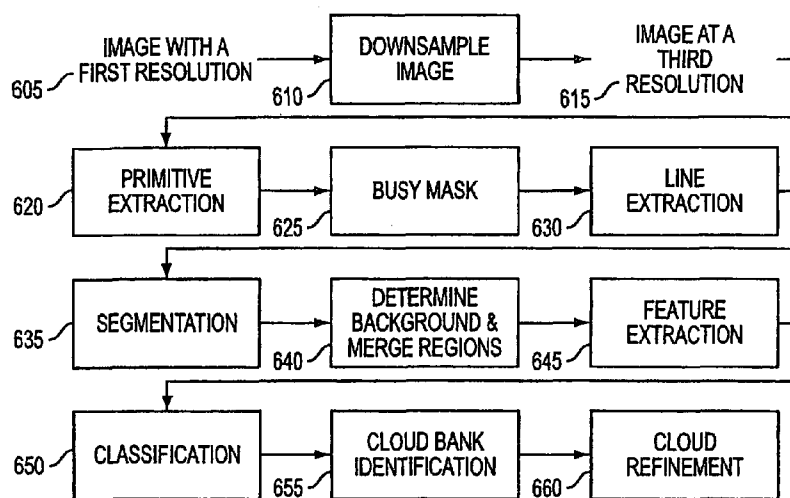 IMAGE WITH A
FIRST RESOLUTION
605
DOWNSAMPLE
IMAGE
610
IMAGE AT A
THIRD
RESOLUTION
615
PRIMITIVE
EXTRACTION
620
BUSY MASK
625
LINE
EXTRACTION
630
SEGMENTATION
635
DETERMINE
BACKGROUND &
MERGE REGIONS
640
FEATURE
EXTRACTION
645
CLASSIFICATION
650
CLOUD BANK
IDENTIFICATION
655
CLOUD
REFINEMENT
660